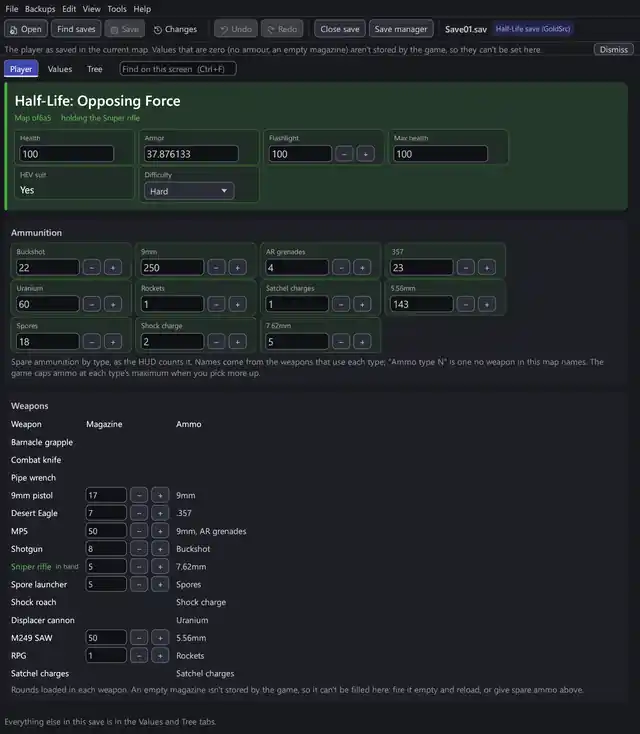 File Backups Edit View Tools Help
Open Find saves Save Changes Undo Redo Close save Save manager Save01.sav Half-Life save (GoldSrc)
The player as saved in the current map. Values that are zero (no armour, an empty magazine) aren't stored by the game, so they can't be set here. Dismiss
Player Values Tree Find on this screen (Ctrl+F)
Half-Life: Opposing Force
Map of6a5 holding the Sniper rifle
Health Armor Flashlight Max health
100 37.876133 100 − + 100
HEV suit Difficulty
Yes Hard
Ammunition
Buckshot 9mm AR grenades .357
22 − + 250 − + 4 − + 23 − +
Uranium Rockets Satchel charges 5.56mm
60 − + 1 − + 1 − + 143 − +
Spores Shock charge 7.62mm
18 − + 2 − + 5 − +
Spare ammunition by type, as the HUD counts it. Names come from the weapons that use each type; "Ammo type N" is one no weapon in this map names. The
game caps ammo at each type's maximum when you pick more up.
Weapons
Weapon Magazine Ammo
Barnacle grapple
Combat knife
Pipe wrench
9mm pistol 17 − + 9mm
Desert Eagle 7 − + .357
MP5 50 − + 9mm, AR grenades
Shotgun 8 − + Buckshot
Sniper rifle in hand 5 − + 7.62mm
Spore launcher 5 − + Spores
Shock roach Shock charge
Displacer cannon Uranium
M249 SAW 50 − + 5.56mm
RPG 1 − + Rockets
Satchel charges Satchel charges
Rounds loaded in each weapon. An empty magazine isn't stored by the game, so it can't be filled here: fire it empty and reload, or give spare ammo above.
Everything else in this save is in the Values and Tree tabs.